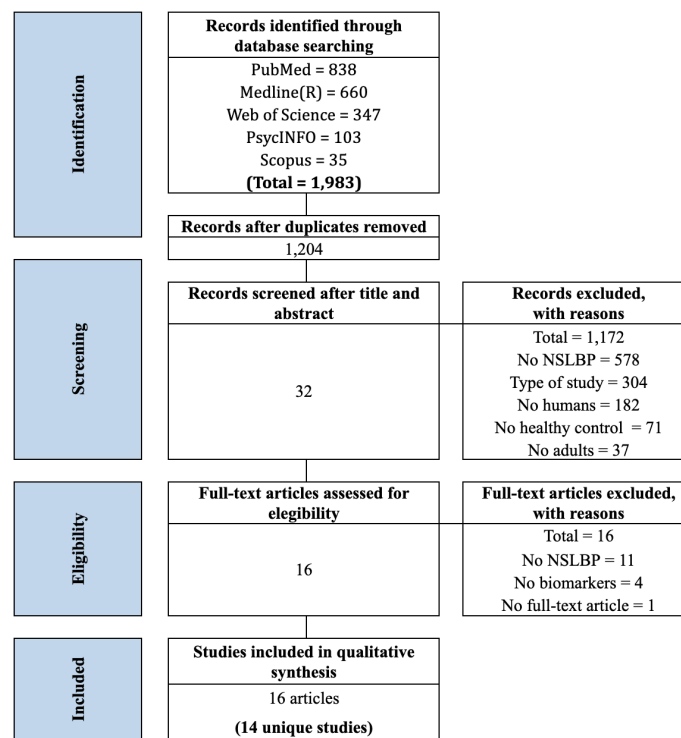 Identification
Records identified through
database searching
PubMed = 838
Medline(R) = 660
Web of Science = 347
PsycINFO = 103
Scopus = 35
(Total = 1,983)
Records after duplicates removed
1,204
Screening
Records screened after title and
abstract
32
Records excluded,
with reasons
Total = 1,172
No NSLBP = 578
Type of study = 304
No humans = 182
No healthy control = 71
No adults = 37
Eligibility
Full-text articles assessed for
elegibility
16
Full-text articles excluded,
with reasons
Total = 16
No NSLBP = 11
No biomarkers = 4
No full-text article = 1
Included
Studies included in qualitative
synthesis
16 articles
(14 unique studies)